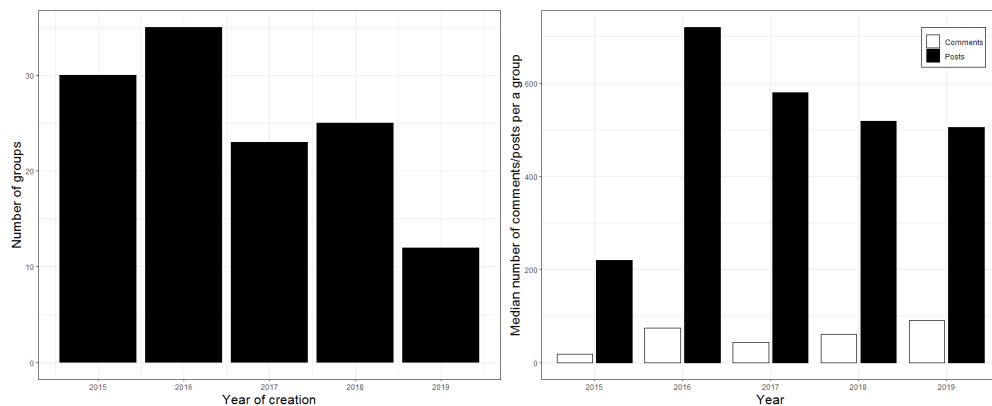 Number of groups
30
20
10
0
2015 2016 2017 2018 2019
Year of creation
Median number of comments/posts per a group
600
400
200
0
Comments
Posts
2015 2016 2017 2018 2019
Year